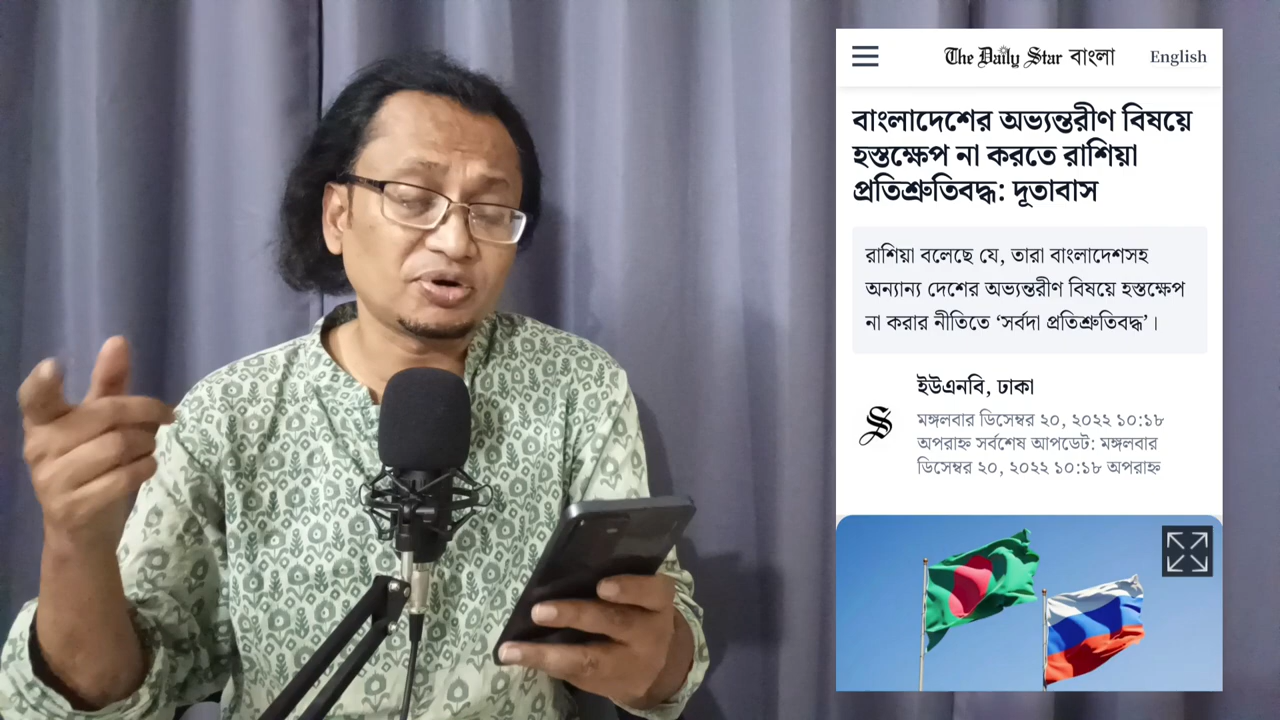 The Daily Star বাংলা English
বাংলাদেশের অভ্যন্তরীণ বিষয়ে
হস্তক্ষেপ না করতে রাশিয়া
প্রতিশ্রুতিবদ্ধ: দূতাবাস
রাশিয়া বলেছে যে, তারা বাংলাদেশসহ
অন্যান্য দেশের অভ্যন্তরীণ বিষয়ে হস্তক্ষেপ
না করার নীতিতে ‘সর্বদা প্রতিশ্রুতিবদ্ধ’।
ইউএনবি, ঢাকা
S
মঙ্গলবার ডিসেম্বর ২০, ২০২২ ১০:১৮
অপরাহ্ন সর্বশেষ আপডেট: মঙ্গলবার
ডিসেম্বর ২০, ২০২২ ১০:১৮ অপরাহ্ন